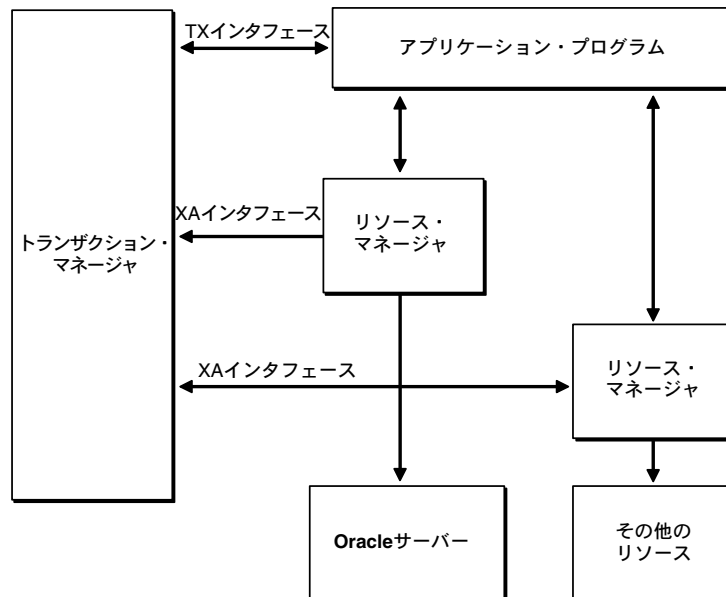 TXインタフェース
アプリケーション・プログラム
XAインタフェース
リソース・
マネージャ
トランザクション・
マネージャ
XAインタフェース
リソース・
マネージャ
Oracleサーバー
その他の
リソース